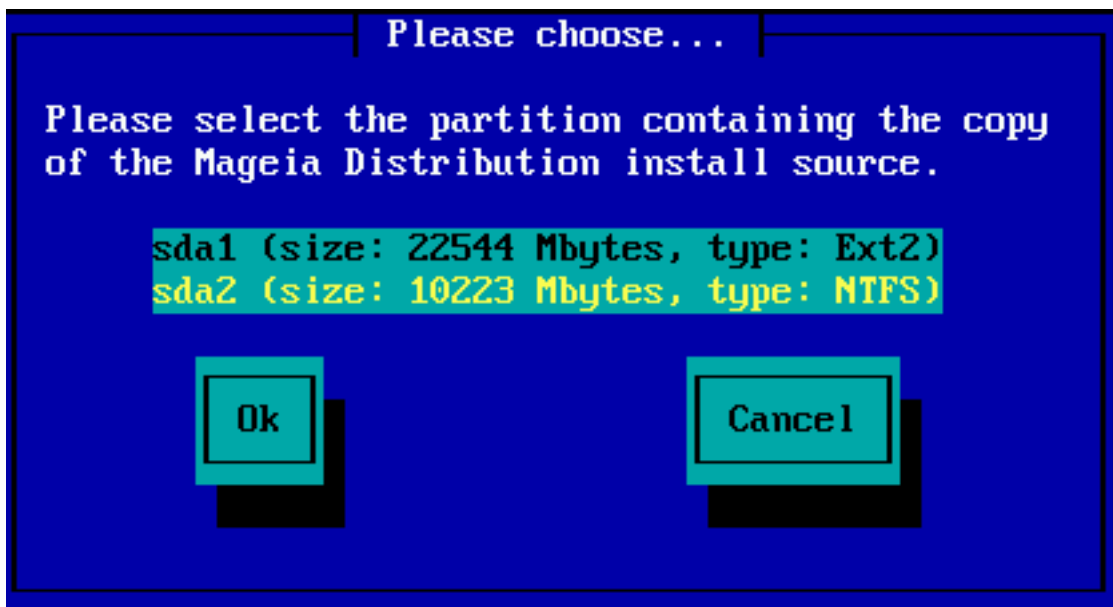 Please choose...
Please select the partition containing the copy
of the Mageia Distribution install source.
sda1 (size: 22544 Mbytes, type: Ext2)
sda2 (size: 10223 Mbytes, type: NTFS)
Ok Cancel